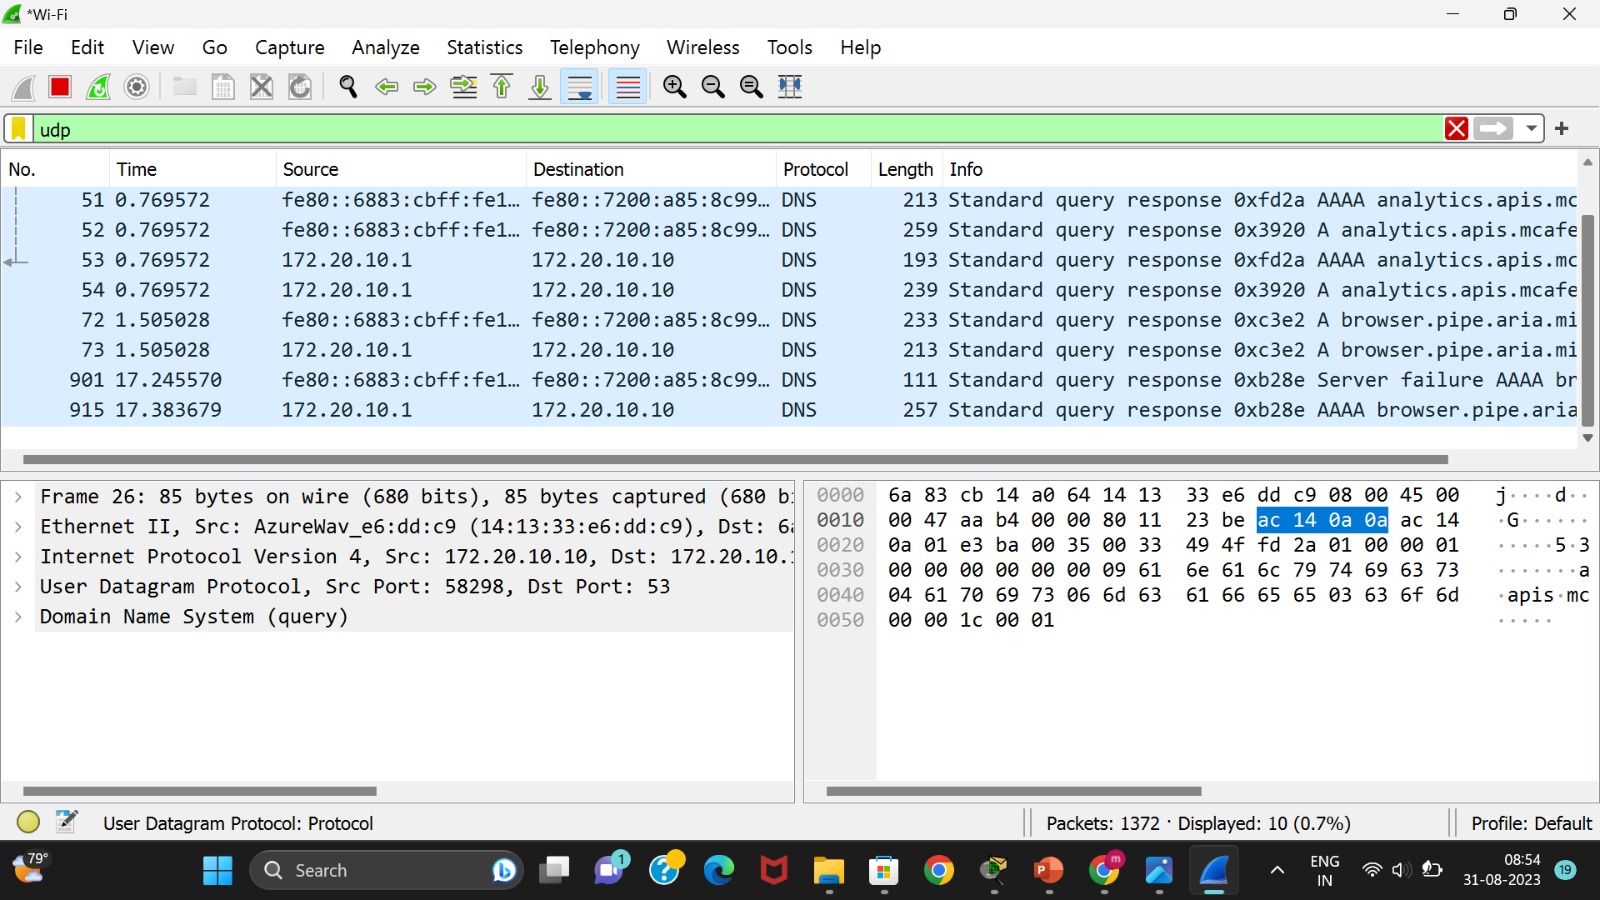 *Wi-Fi
File Edit View Go Capture Analyze Statistics Telephony Wireless Tools Help
udp
No. Time Source Destination Protocol Length Info
51 0.769572 fe80::6883:cbff:fe1… fe80::7200:a85:8c99… DNS 213 Standard query response 0xfd2a AAAA analytics.apis.mc
52 0.769572 fe80::6883:cbff:fe1… fe80::7200:a85:8c99… DNS 259 Standard query response 0x3920 A analytics.apis.mcafe
53 0.769572 172.20.10.1 172.20.10.10 DNS 193 Standard query response 0xfd2a AAAA analytics.apis.mc
54 0.769572 172.20.10.1 172.20.10.10 DNS 239 Standard query response 0x3920 A analytics.apis.mcafe
72 1.505028 fe80::6883:cbff:fe1… fe80::7200:a85:8c99… DNS 233 Standard query response 0xc3e2 A browser.pipe.aria.mi
73 1.505028 172.20.10.1 172.20.10.10 DNS 213 Standard query response 0xc3e2 A browser.pipe.aria.mi
901 17.245570 fe80::6883:cbff:fe1… fe80::7200:a85:8c99… DNS 111 Standard query response 0xb28e Server failure AAAA br
915 17.383679 172.20.10.1 172.20.10.10 DNS 257 Standard query response 0xb28e AAAA browser.pipe.aria
Frame 26: 85 bytes on wire (680 bits), 85 bytes captured (680 b
Ethernet II, Src: AzureWav_e6:dd:c9 (14:13:33:e6:dd:c9), Dst: 6a
Internet Protocol Version 4, Src: 172.20.10.10, Dst: 172.20.10.
User Datagram Protocol, Src Port: 58298, Dst Port: 53
Domain Name System (query)
0000 6a 83 cb 14 a0 64 14 13 33 e6 dd c9 08 00 45 00 j····d··
0010 00 47 aa b4 00 00 80 11 23 be ac 14 0a 0a ac 14 ·G······
0020 0a 01 e3 ba 00 35 00 33 49 4f fd 2a 01 00 00 01 ·····5·3
0030 00 00 00 00 00 00 09 61 6e 61 6c 79 74 69 63 73 ·······a
0040 04 61 70 69 73 06 6d 63 61 66 65 65 03 63 6f 6d ·apis·mc
0050 00 00 1c 00 01 ·····
User Datagram Protocol: Protocol
Packets: 1372 · Displayed: 10 (0.7%)
Profile: Default
79°
Search
1
m
ENG
IN
08:54
31-08-2023
19